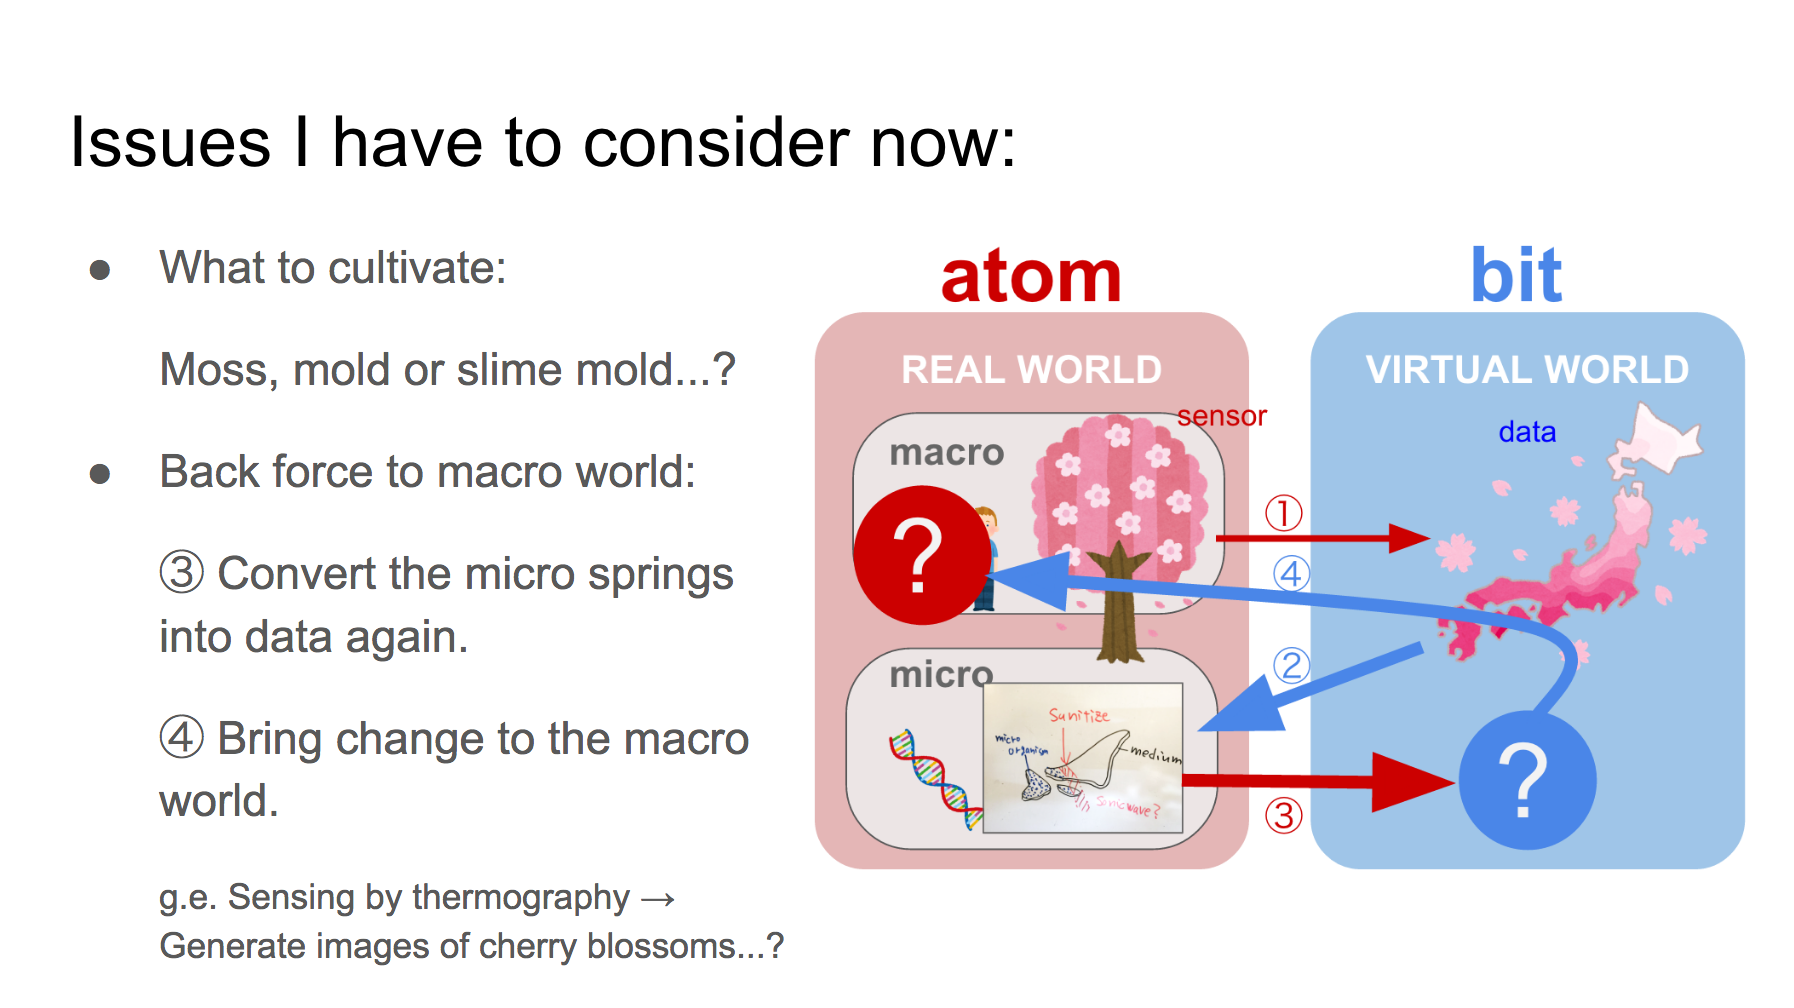 Issues I have to consider now:
● What to cultivate:
Moss, mold or slime mold...?
● Back force to macro world:
③ Convert the micro springs
into data again.
④ Bring change to the macro
world.
g.e. Sensing by thermography →
Generate images of cherry blossoms...?
atom
REAL WORLD
sensor
macro
?
micro
Sunitize
micro
organism
medium
Sonicwave?
①
④
②
③
bit
VIRTUAL WORLD
data
?